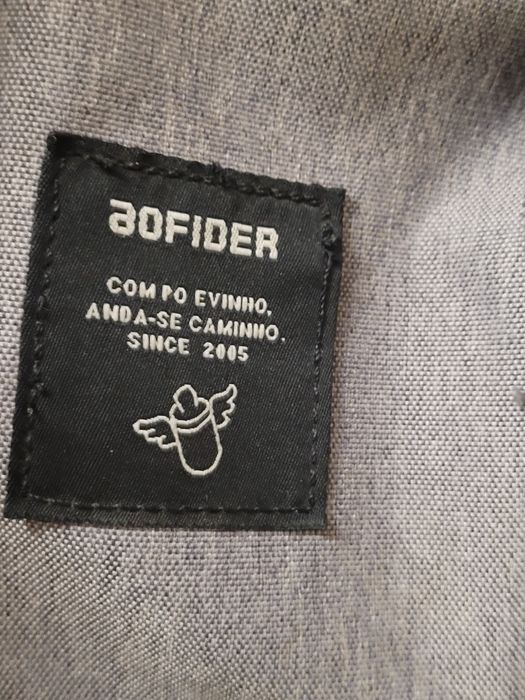 aOFIDER
COM PO EVINHO,
ANDA-SE CAMINHO.
SINCE 2005